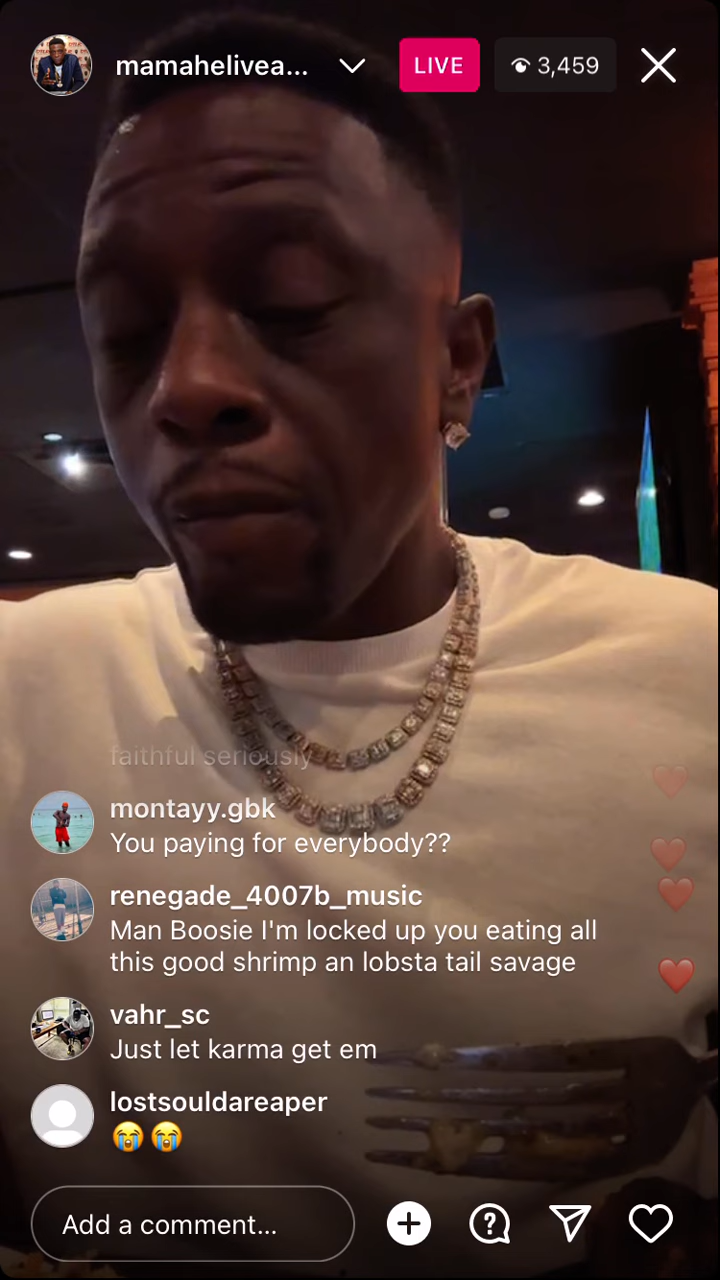 mamahelivea...
LIVE
3,459
faithful seriously
montayy.gbk
You paying for everybody??
renegade_4007b_music
Man Boosie I'm locked up you eating all
this good shrimp an lobsta tail savage
vahr_sc
Just let karma get em
lostsouldareaper
😭😭
Add a comment...